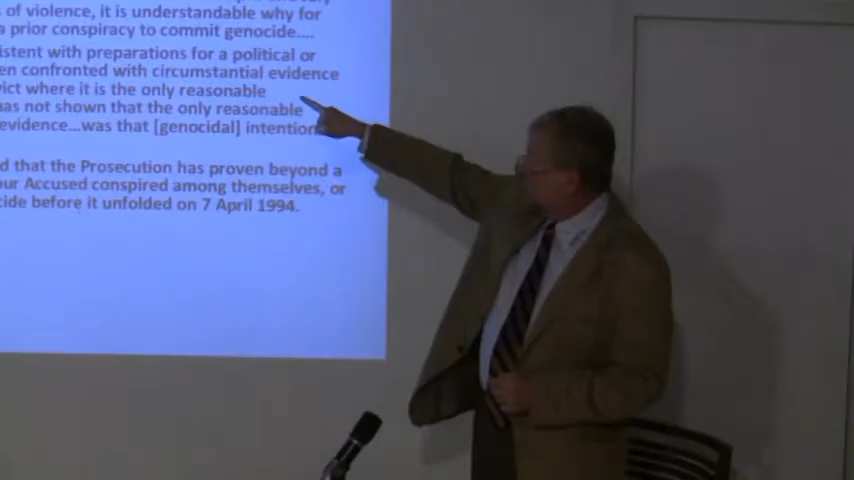 of violence, it is understandable why for
a prior conspiracy to commit genocide....
istent with preparations for a political or
en confronted with circumstantial evidence
ict where it is the only reasonable
as not shown that the only reasonable
evidence...was that [genocidal] intention
d that the Prosecution has proven beyond a
ur Accused conspired among themselves, or
cide before it unfolded on 7 April 1994.